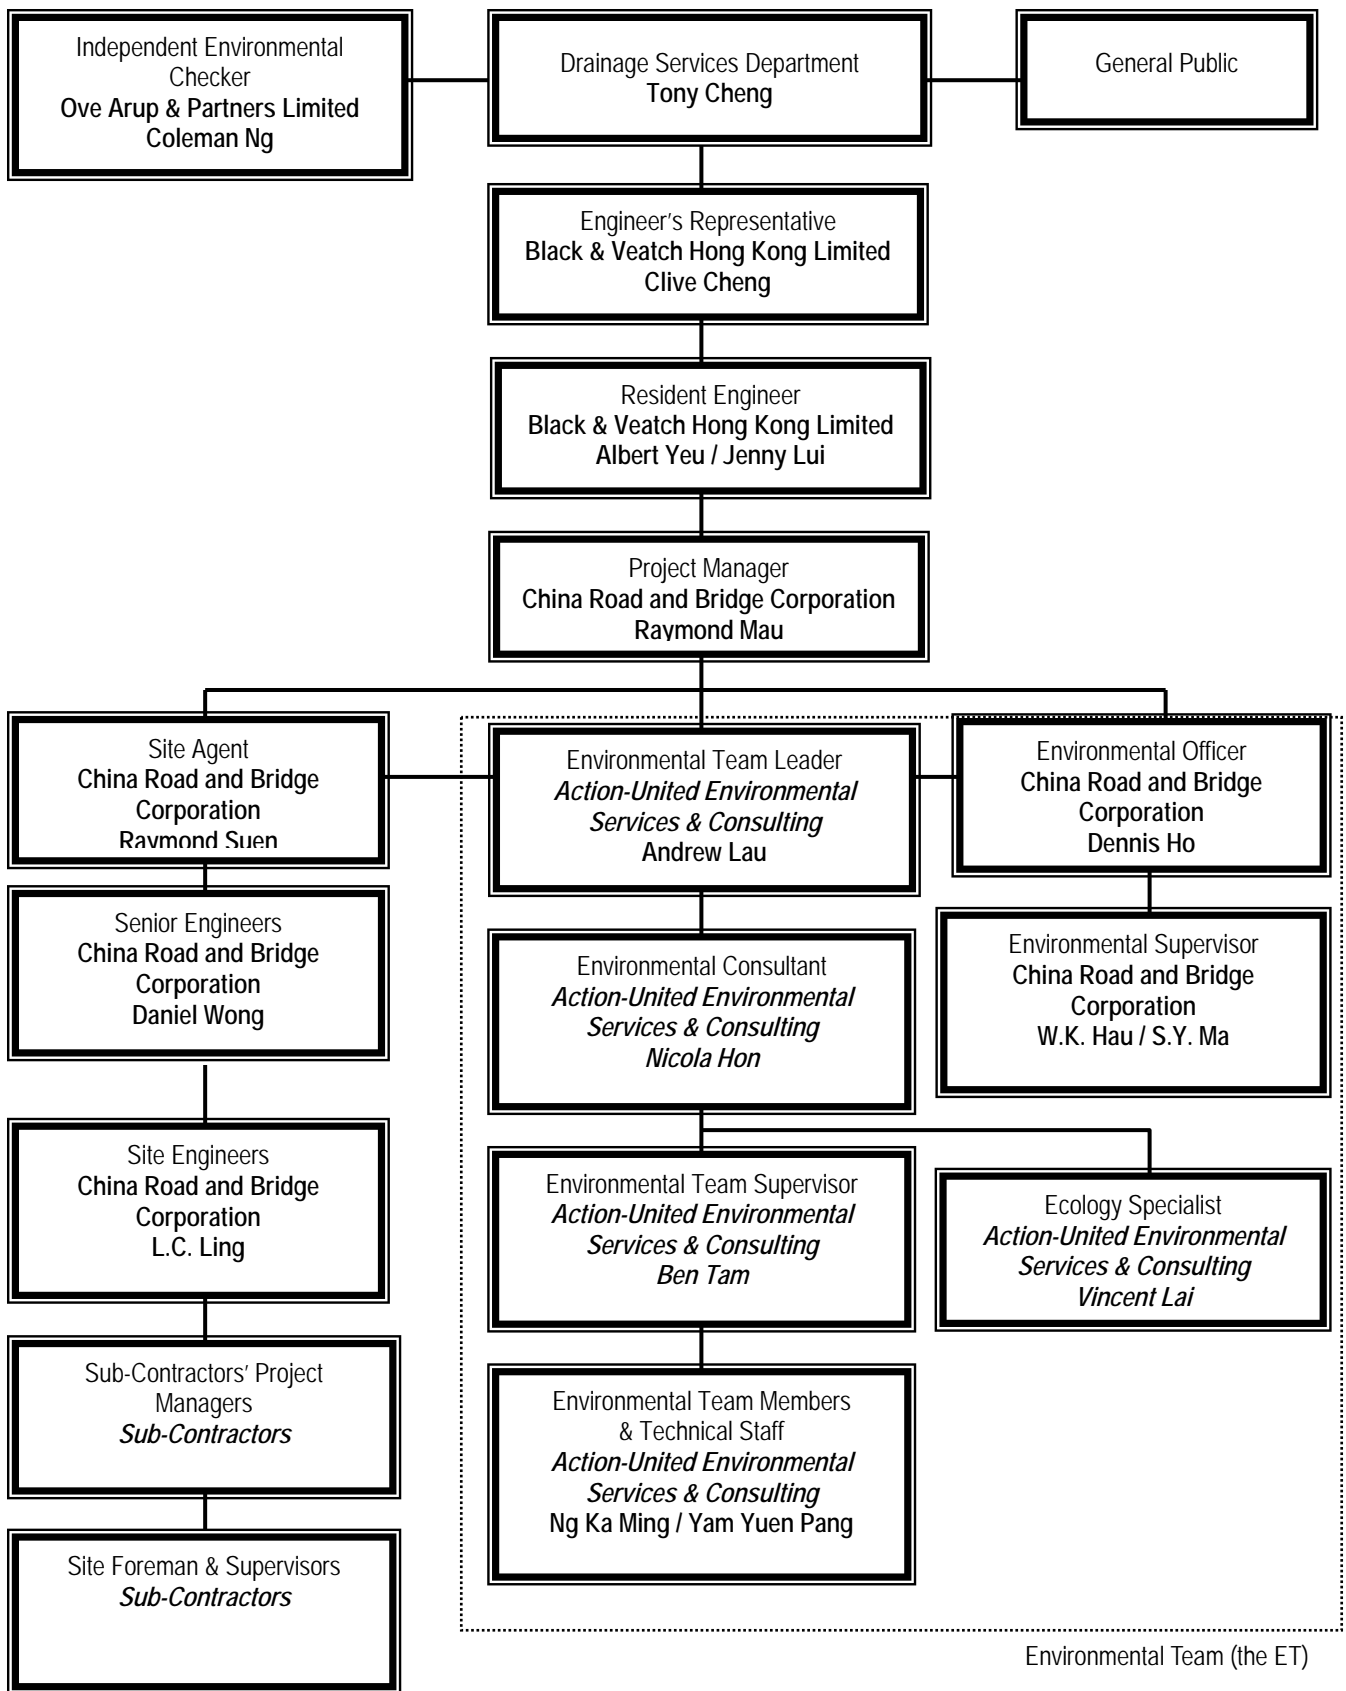 Independent Environmental
Checker
Ove Arup & Partners Limited
Coleman Ng
Drainage Services Department
Tony Cheng
General Public
Engineer's Representative
Black & Veatch Hong Kong Limited
Clive Cheng
Resident Engineer
Black & Veatch Hong Kong Limited
Albert Yeu / Jenny Lui
Project Manager
China Road and Bridge Corporation
Raymond Mau
Site Agent
China Road and Bridge
Corporation
Raymond Suen
Environmental Team Leader
Action-United Environmental
Services & Consulting
Andrew Lau
Environmental Officer
China Road and Bridge
Corporation
Dennis Ho
Senior Engineers
China Road and Bridge
Corporation
Daniel Wong
Environmental Consultant
Action-United Environmental
Services & Consulting
Nicola Hon
Environmental Supervisor
China Road and Bridge
Corporation
W.K. Hau / S.Y. Ma
Site Engineers
China Road and Bridge
Corporation
L.C. Ling
Environmental Team Supervisor
Action-United Environmental
Services & Consulting
Ben Tam
Ecology Specialist
Action-United Environmental
Services & Consulting
Vincent Lai
Sub-Contractors' Project
Managers
Sub-Contractors
Environmental Team Members
& Technical Staff
Action-United Environmental
Services & Consulting
Ng Ka Ming / Yam Yuen Pang
Site Foreman & Supervisors
Sub-Contractors
Environmental Team (the ET)